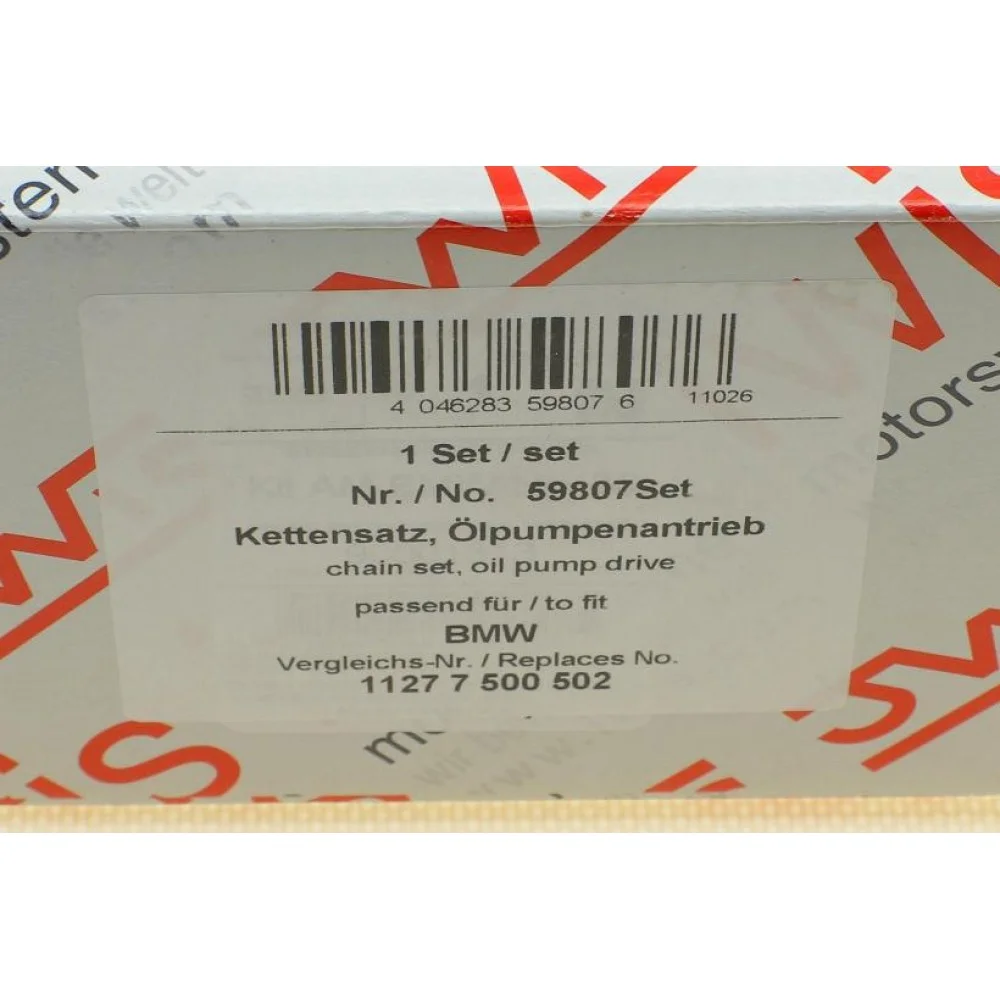 4 046283 59807 6 11026
1 Set / set
Nr. / No. 59807Set
Kettensatz, Ölpumpenantrieb
chain set, oil pump drive
passend für / to fit
BMW
Vergleichs-Nr. / Replaces No.
1127 7 500 502